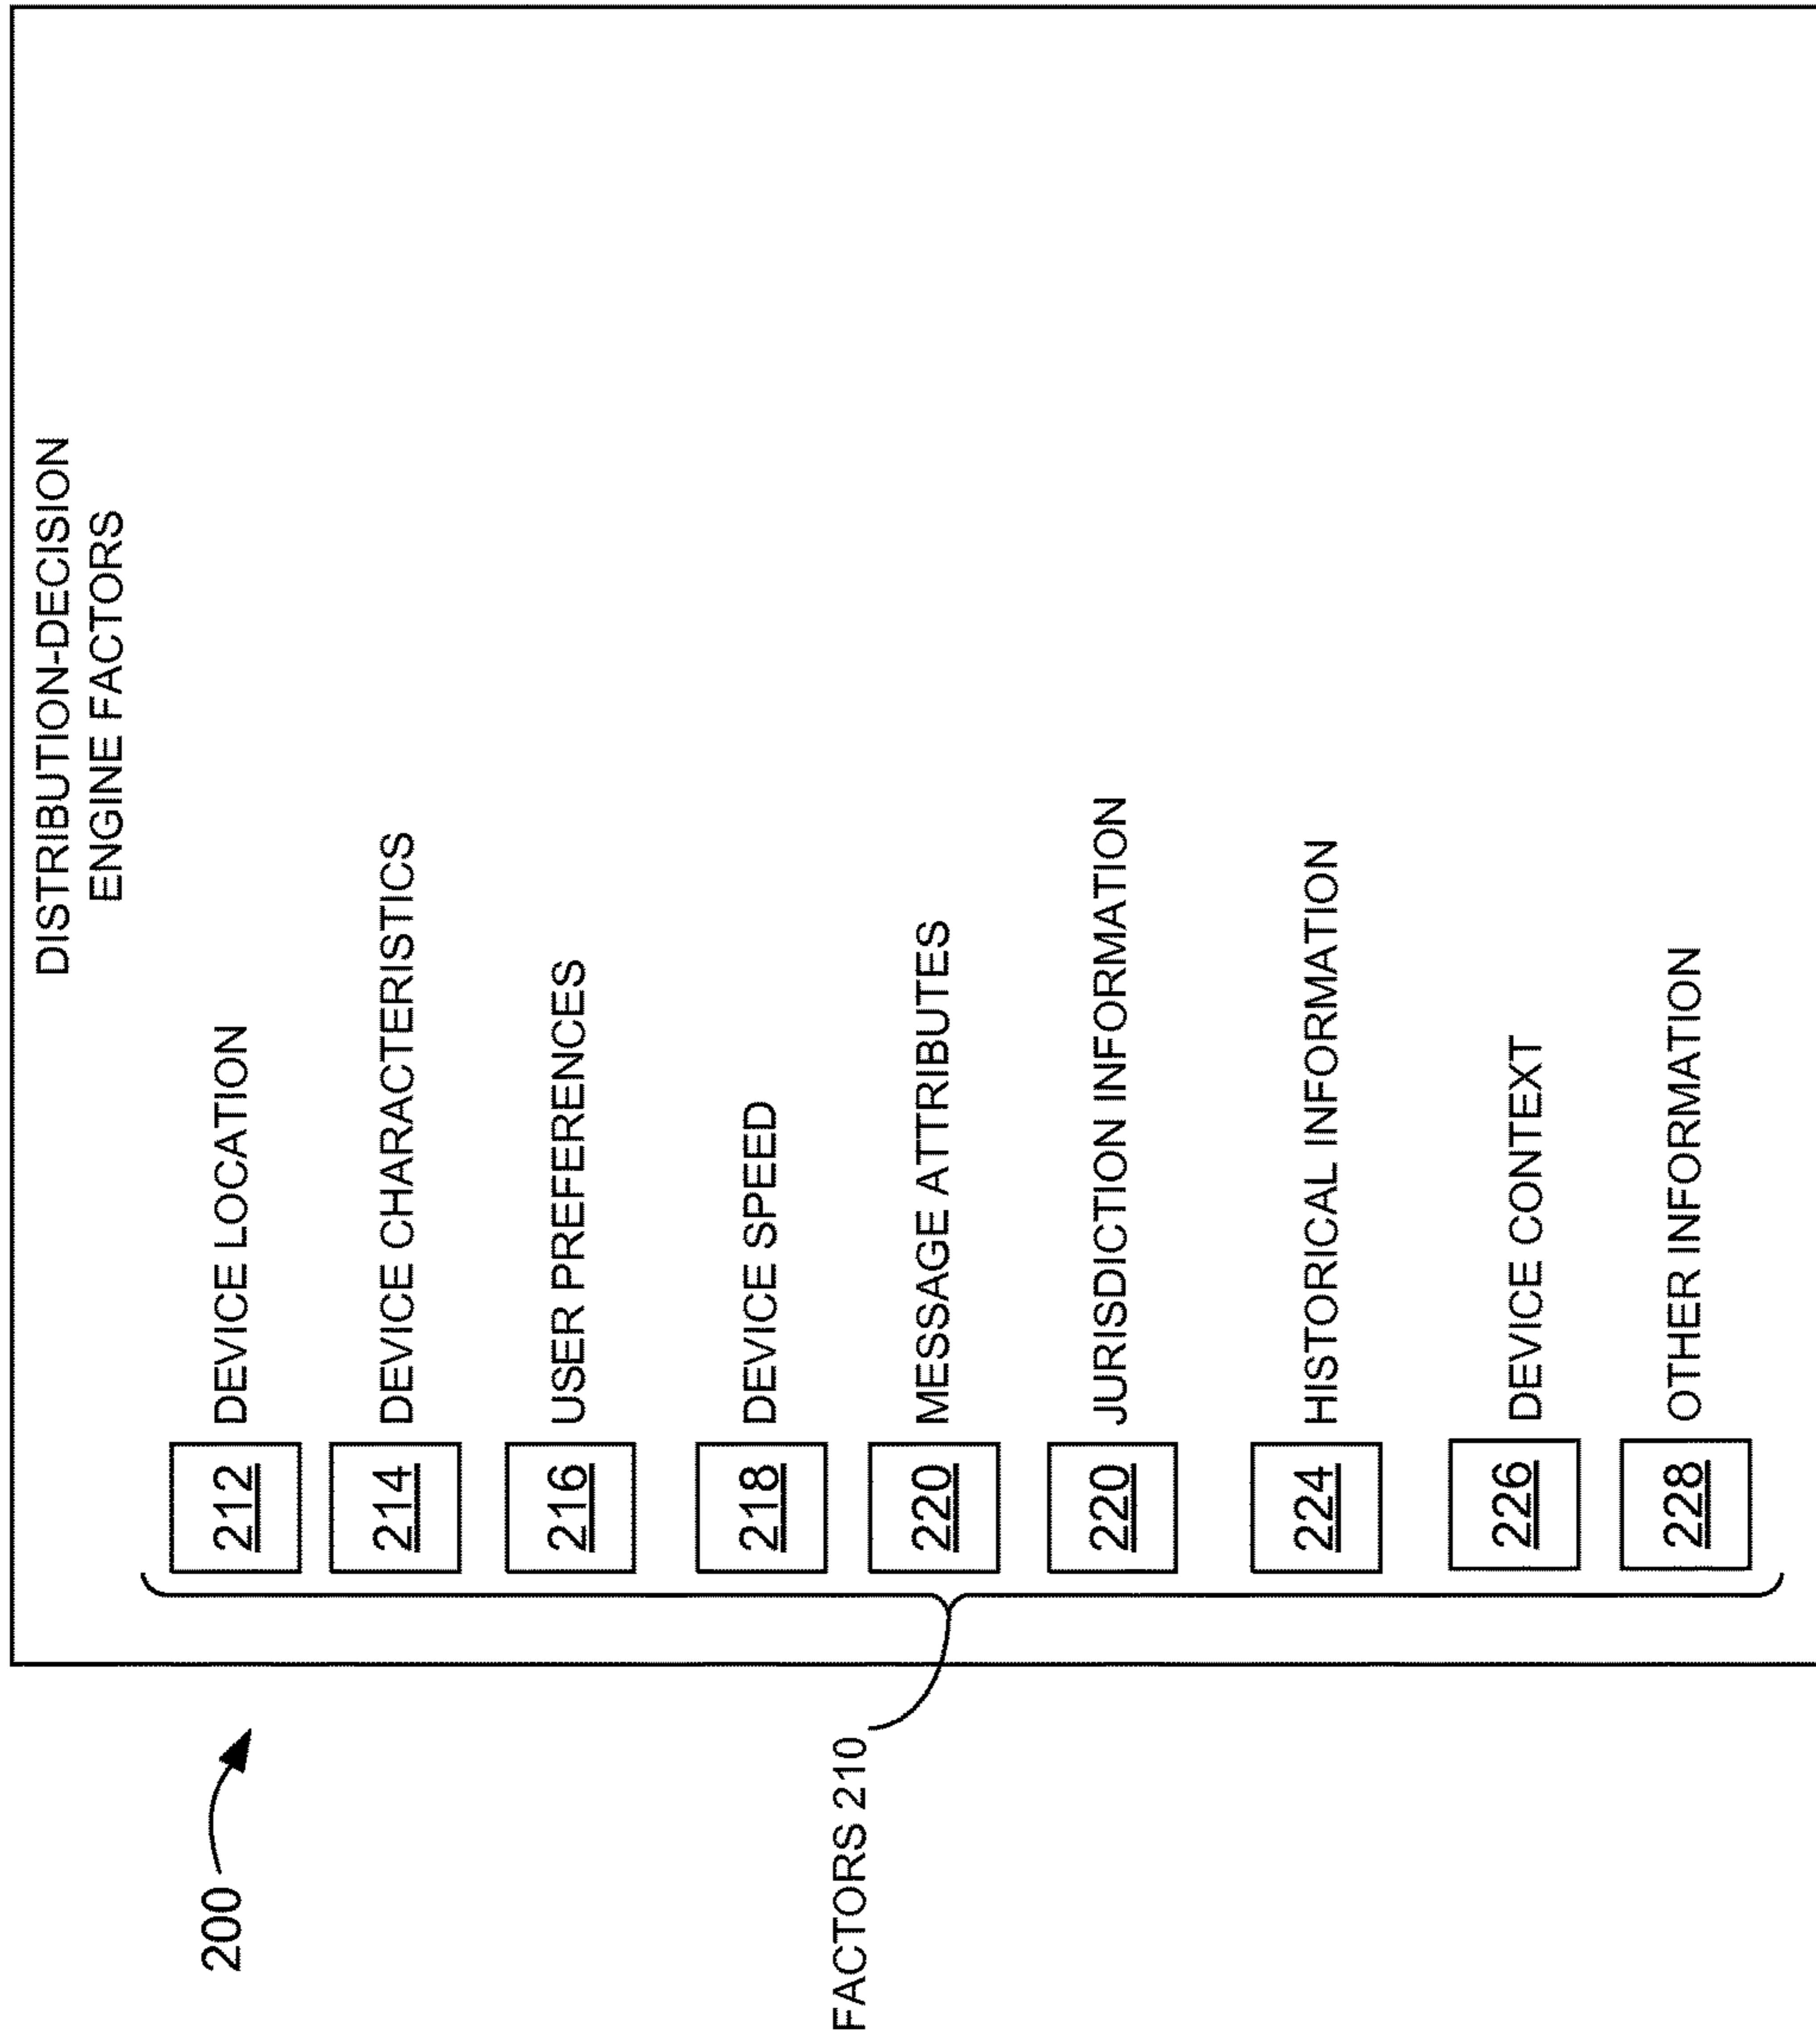 DISTRIBUTION-DECISION
ENGINE FACTORS
200
FACTORS 210
212 DEVICE LOCATION
214 DEVICE CHARACTERISTICS
216 USER PREFERENCES
218 DEVICE SPEED
220 MESSAGE ATTRIBUTES
220 JURISDICTION INFORMATION
224 HISTORICAL INFORMATION
226 DEVICE CONTEXT
228 OTHER INFORMATION